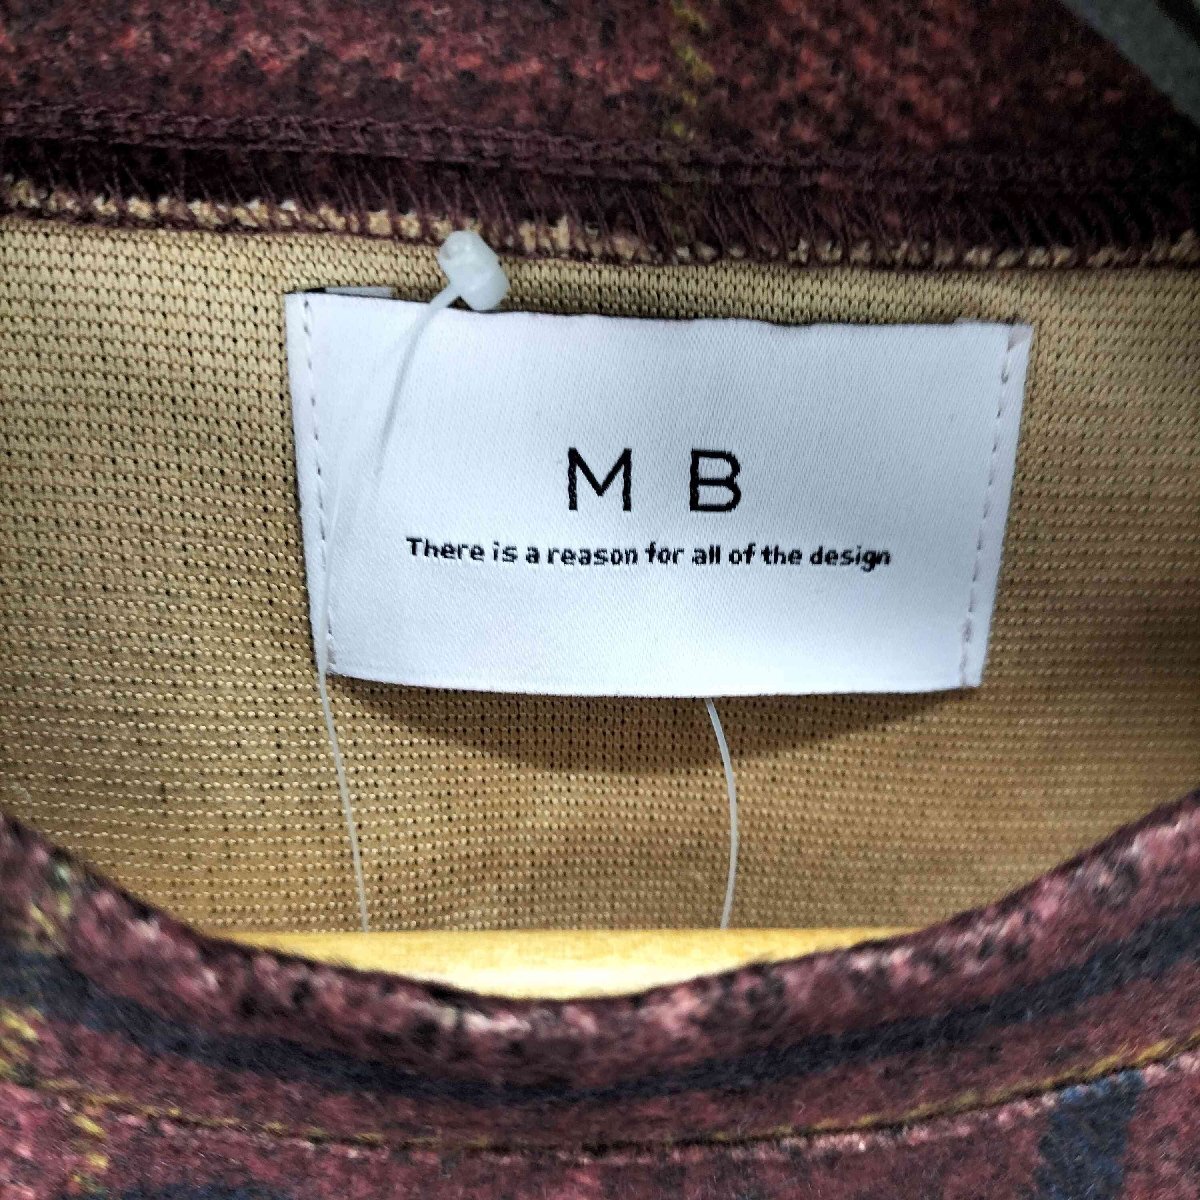 M B
There is a reason for all of the design